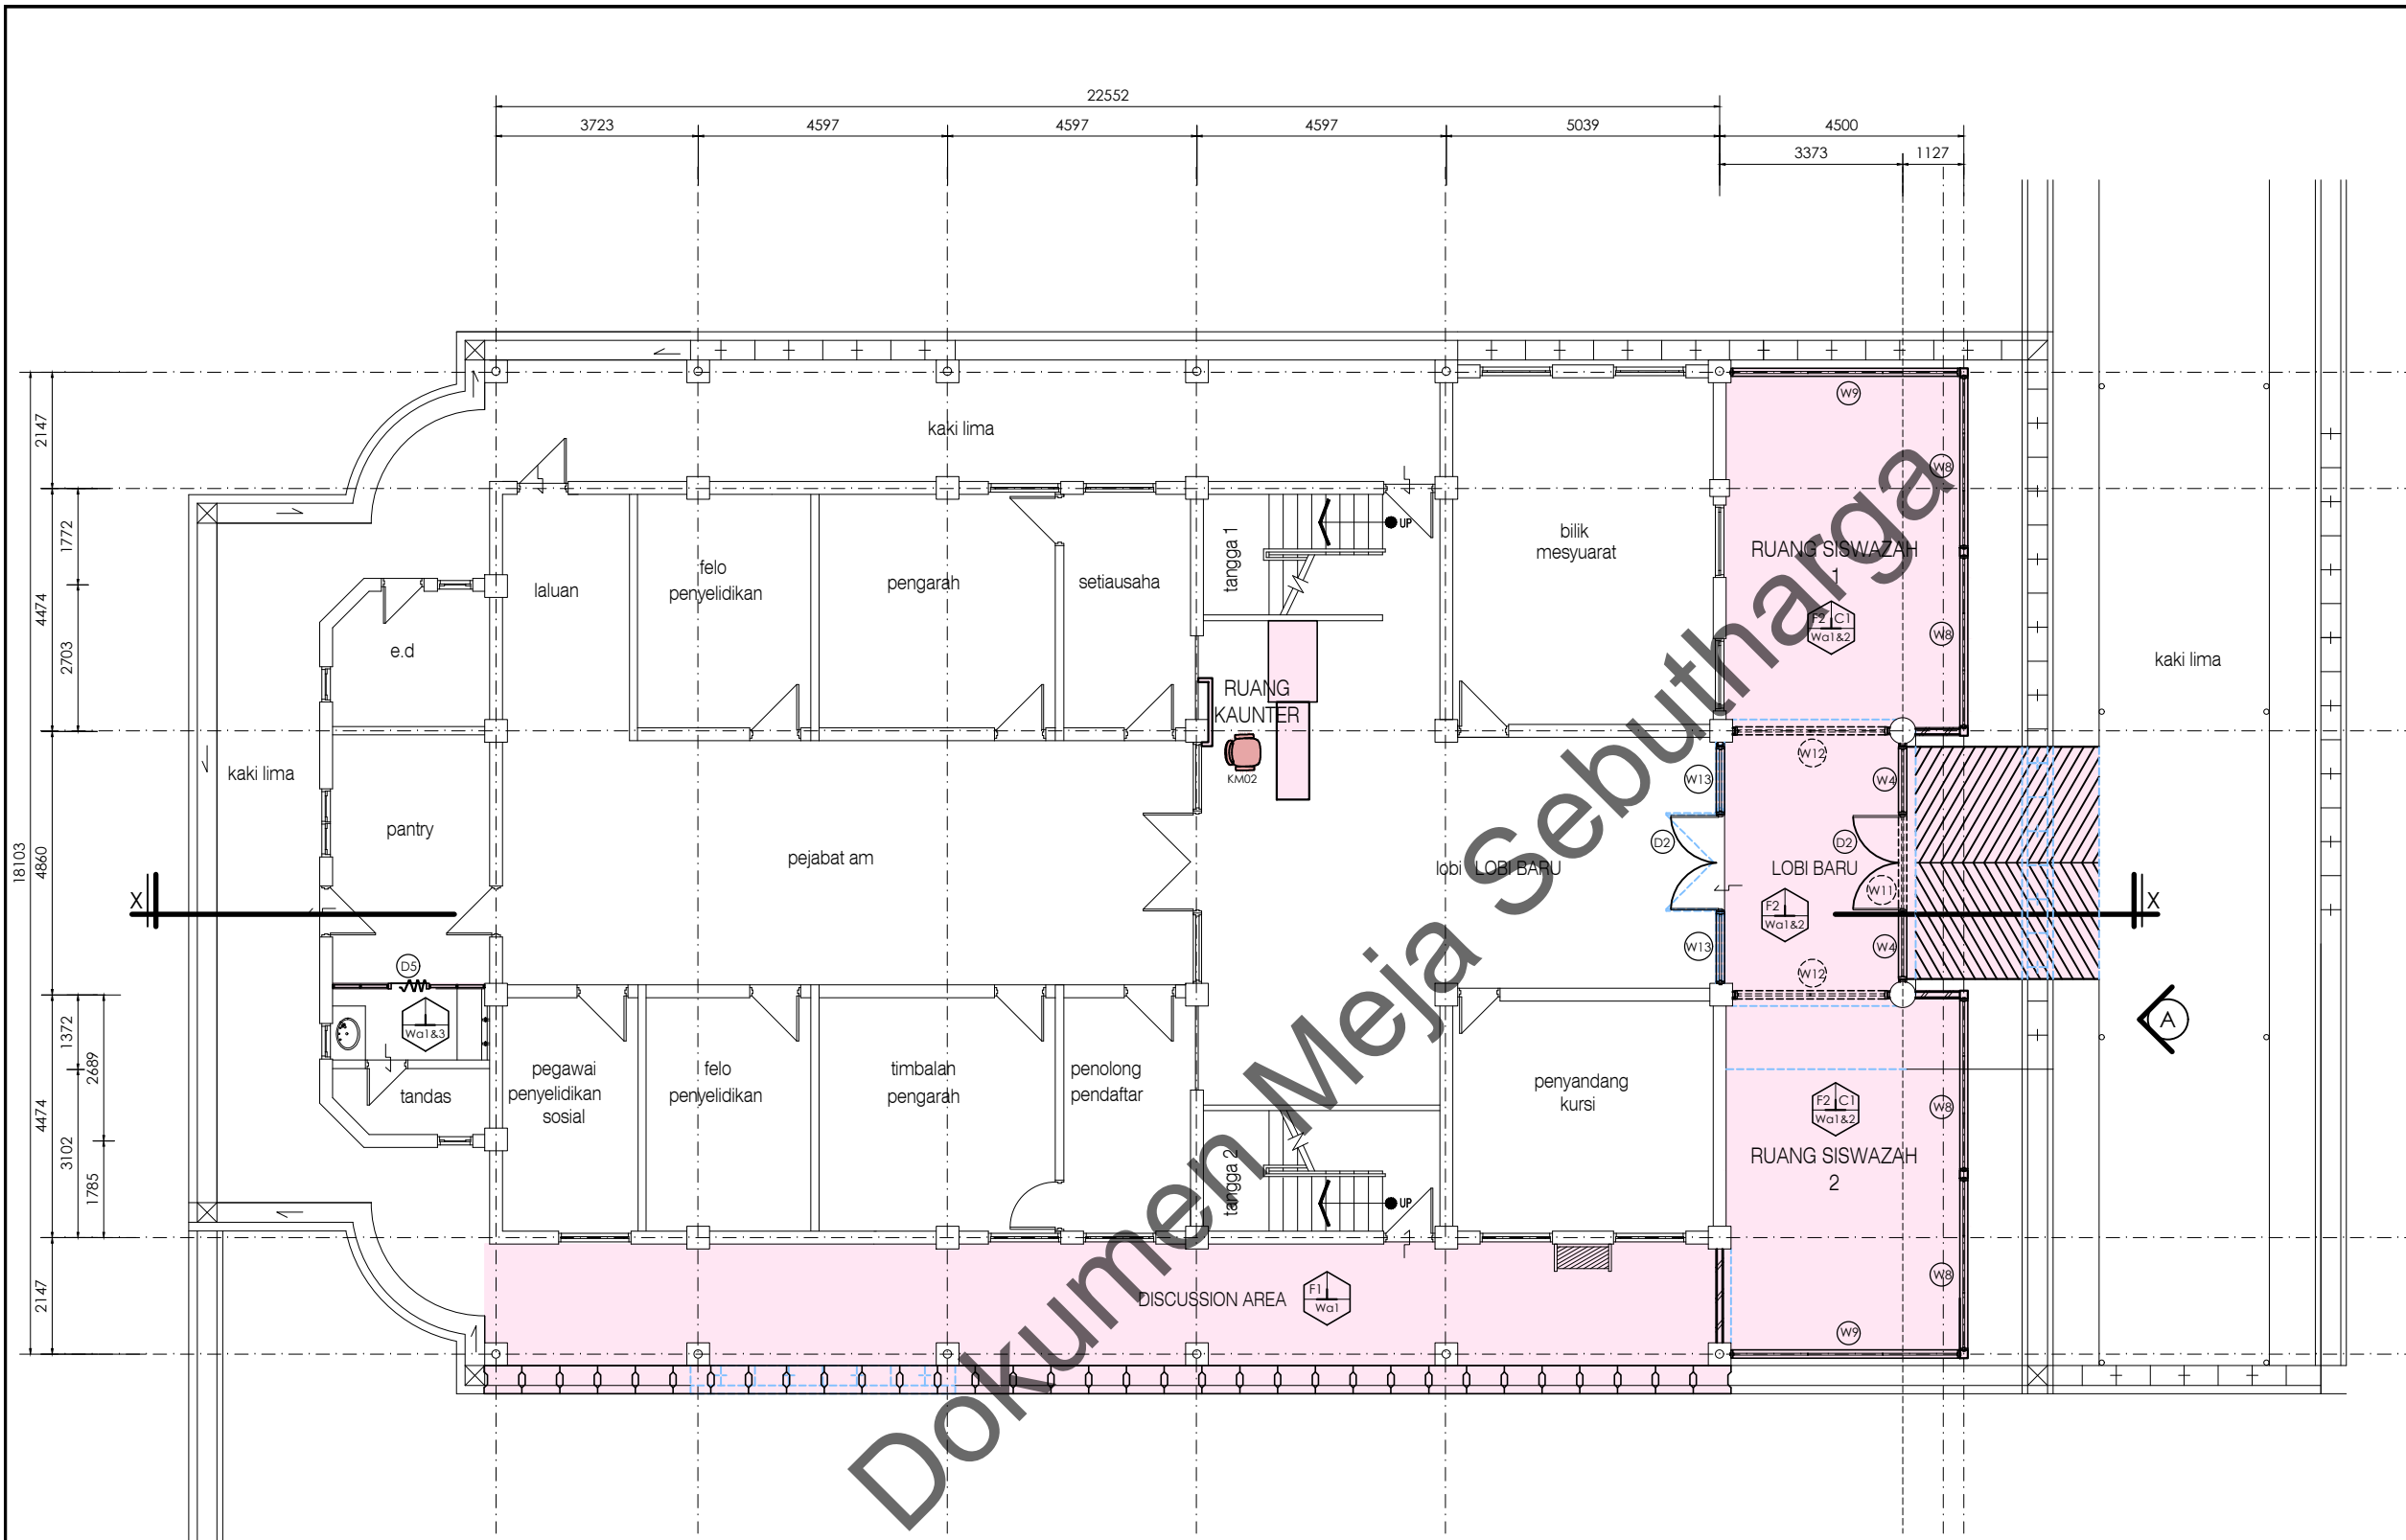 22552
3723
4597
4597
4597
5039
4500
3373
1127
2147
1772
4474
2703
18103
4860
1372
2689
4474
3102
1785
2147
kaki lima
W9
W8
laluan
felo
penyelidikan
pengarah
setiausaha
tangga 1
UP
bilik
mesyuarat
RUANG SISWAZAH
1
F2 C1
Wa1&2
W8
kaki lima
e.d
RUANG
KAUNTER
KM02
W12
W13
W4
kaki lima
pantry
pejabat am
D2
D2
lobi LOBI BARU
LOBI BARU
W11
F2
Wa1&2
X
X
W13
W4
W12
D5
Wa1&3
A
tandas
pegawai
penyelidikan
sosial
felo
penyelidikan
timbalan
pengarah
penolong
pendaftar
tangga 2
UP
penyandang
kursi
F2 C1
Wa1&2
W8
RUANG SISWAZAH
2
W8
DISCUSSION AREA
F1
Wa1
W9
Dokumen Meja Sebutharga